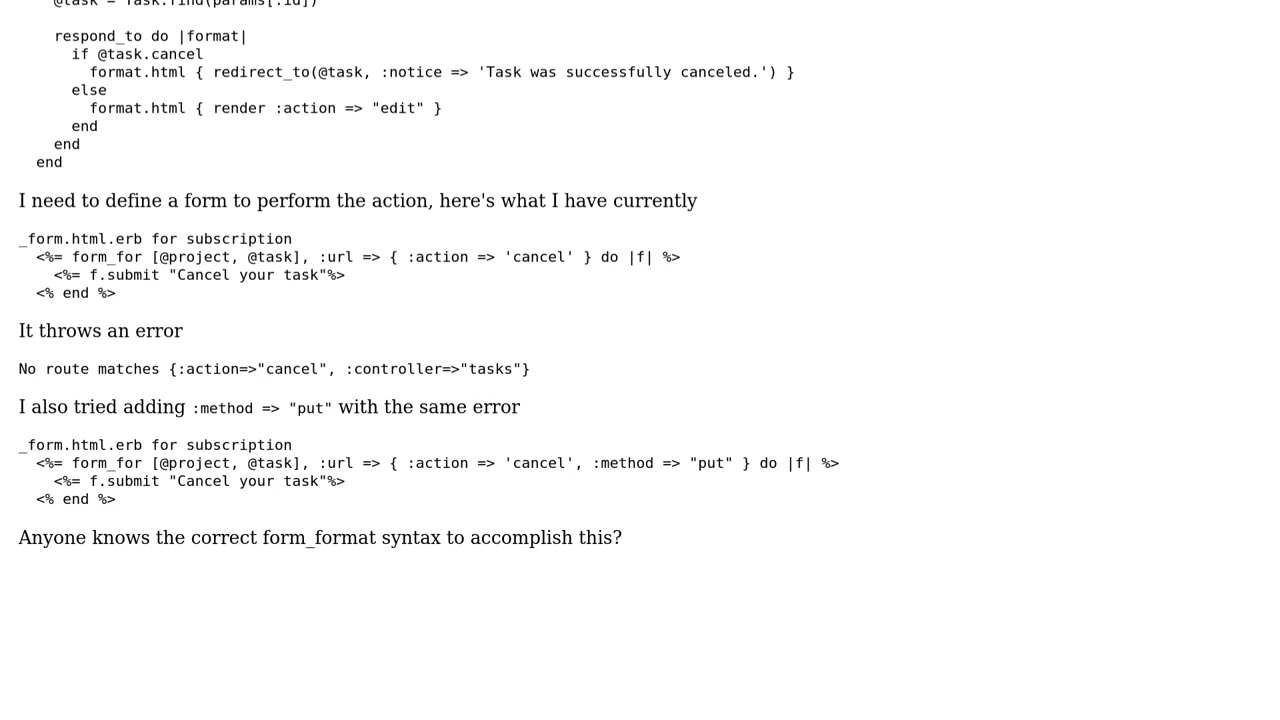 @task = Task.find(params[:id])
respond_to do |format|
if @task.cancel
format.html { redirect_to(@task, :notice => 'Task was successfully canceled.') }
else
format.html { render :action => "edit" }
end
end
end
I need to define a form to perform the action, here's what I have currently
_form.html.erb for subscription
<%= form_for [@project, @task], :url => { :action => 'cancel' } do |f| %>
<%= f.submit "Cancel your task"%>
<% end %>
It throws an error
No route matches {:action=>"cancel", :controller=>"tasks"}
I also tried adding :method => "put" with the same error
_form.html.erb for subscription
<%= form_for [@project, @task], :url => { :action => 'cancel', :method => "put" } do |f| %>
<%= f.submit "Cancel your task"%>
<% end %>
Anyone knows the correct form_format syntax to accomplish this?